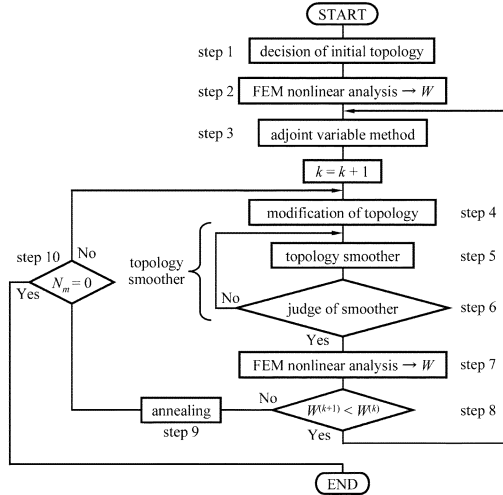 START
step 1
decision of initial topology
step 2
FEM nonlinear analysis → W
step 3
adjoint variable method
k = k + 1
modification of topology
step 4
step 10
No
topology
smoother
topology smoother
step 5
Yes
N_m = 0
No
judge of smoother
step 6
Yes
FEM nonlinear analysis → W
step 7
annealing
No
W^(k+1) < W^(k)
step 8
step 9
Yes
END